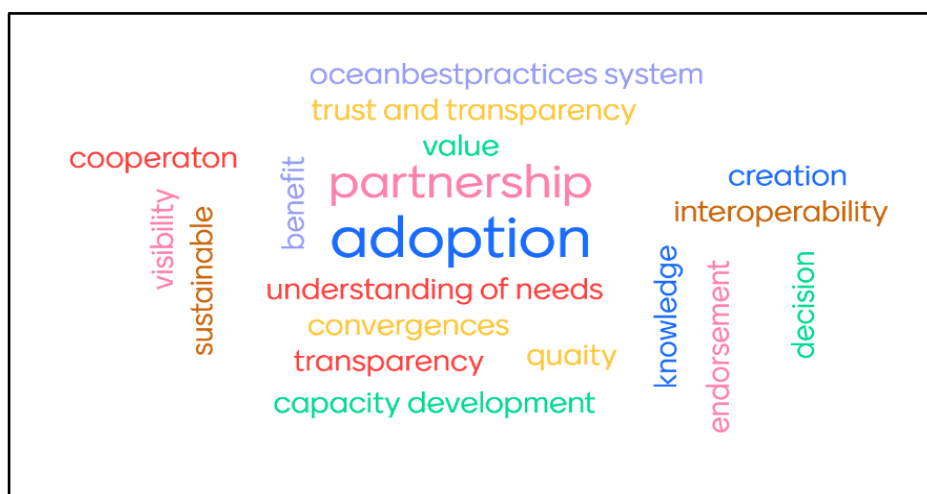 oceanbestpractices system
trust and transparency
value
cooperaton
benefit
partnership
creation
visibility
sustainable
interoperability
adoption
knowledge
endorsement
decision
understanding of needs
convergences
transparency
quaity
capacity development